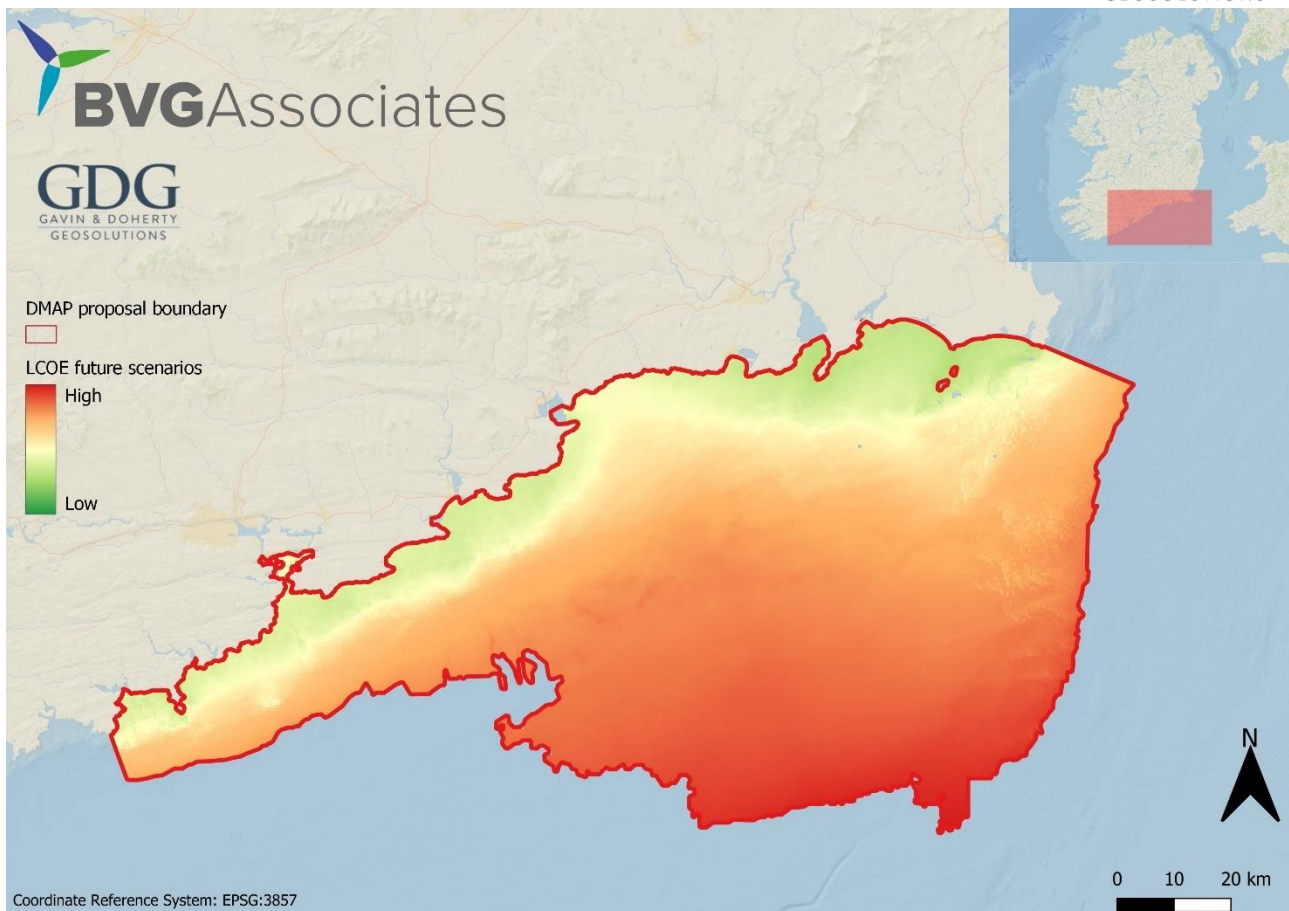 BVGAssociates
GDG
GAVIN & DOHERTY
GEOSOLUTIONS
DMAP proposal boundary
LCOE future scenarios
High
Low
N
0 10 20 km
Coordinate Reference System: EPSG:3857